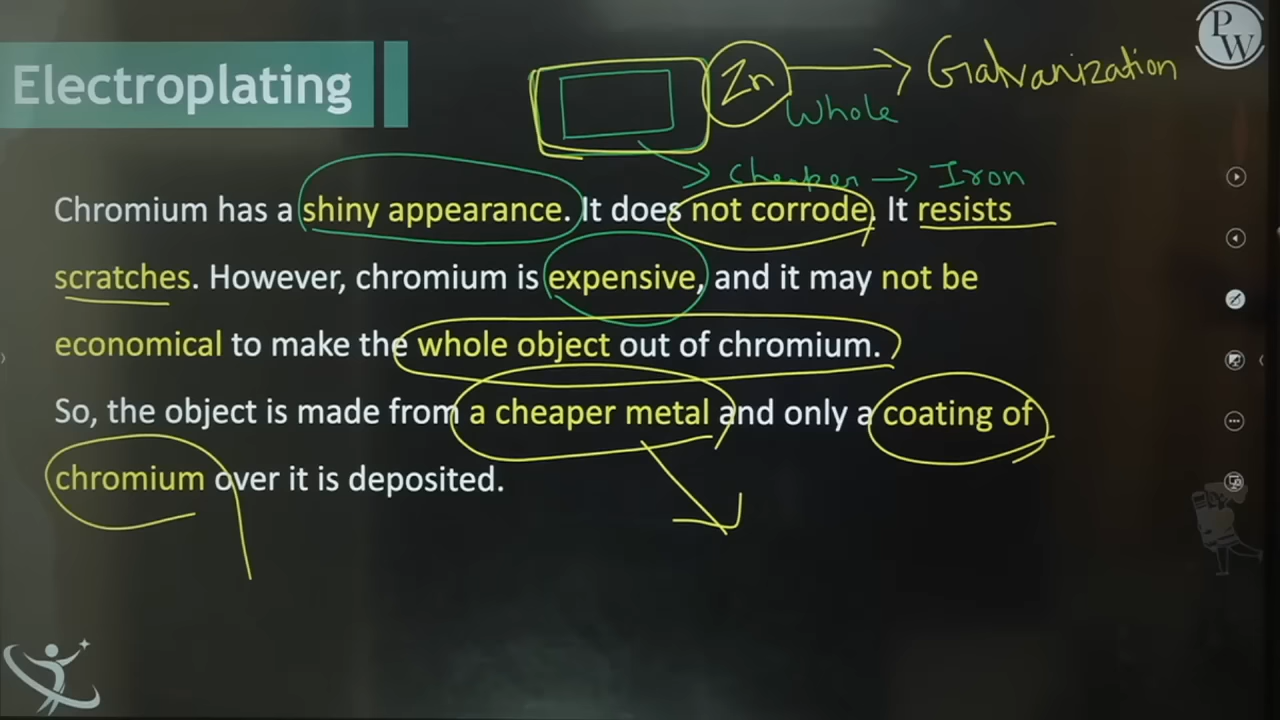 Electroplating
Zn
Galvanization
Whole
Cheaper → Iron
PW
Chromium has a shiny appearance. It does not corrode. It resists
scratches. However, chromium is expensive, and it may not be
economical to make the whole object out of chromium.
So, the object is made from a cheaper metal and only a coating of
chromium over it is deposited.